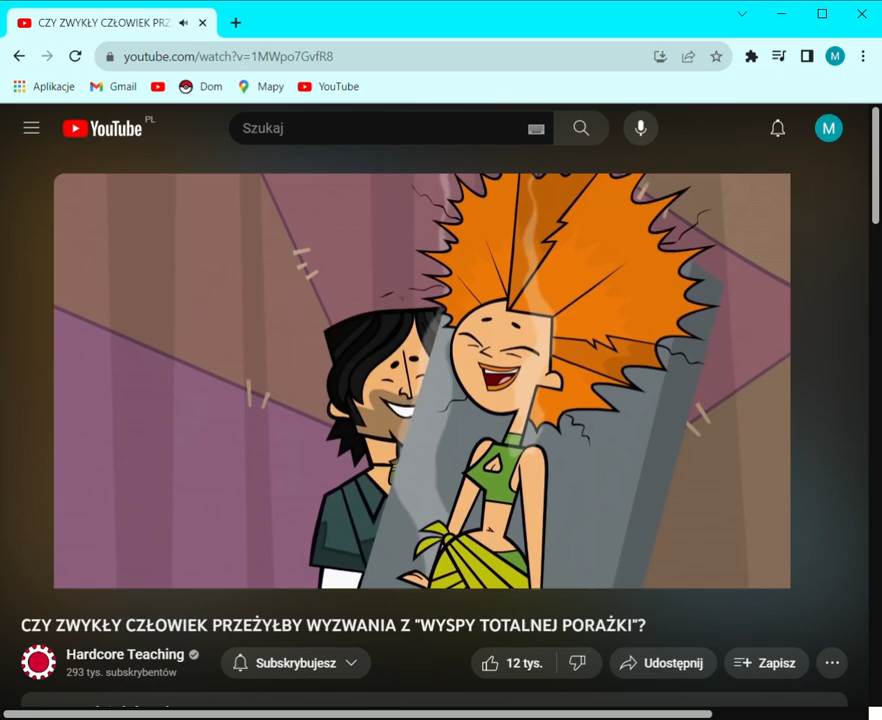 CZY ZWYKŁY CZŁOWIEK PRZ
youtube.com/watch?v=1MWpo7GvfR8
M
Aplikacje
Gmail
Dom
Mapy
YouTube
YouTube PL
Szukaj
M
CZY ZWYKŁY CZŁOWIEK PRZEŻYŁBY WYZWANIA Z "WYSPY TOTALNEJ PORAŻKI"?
Hardcore Teaching
293 tys. subskrybentów
Subskrybujesz
12 tys.
Udostępnij
Zapisz